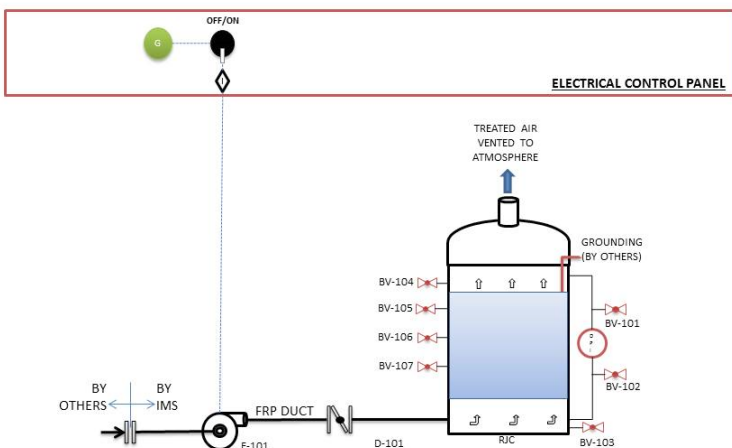 OFF/ON
G
I
ELECTRICAL CONTROL PANEL
TREATED AIR
VENTED TO
ATMOSPHERE
GROUNDING
(BY OTHERS)
BV-104
BV-105
BV-101
BV-106
D
P
I
BV-107
BV-102
BY
OTHERS
BY
IMS
FRP DUCT
F-101
D-101
RJC
BV-103